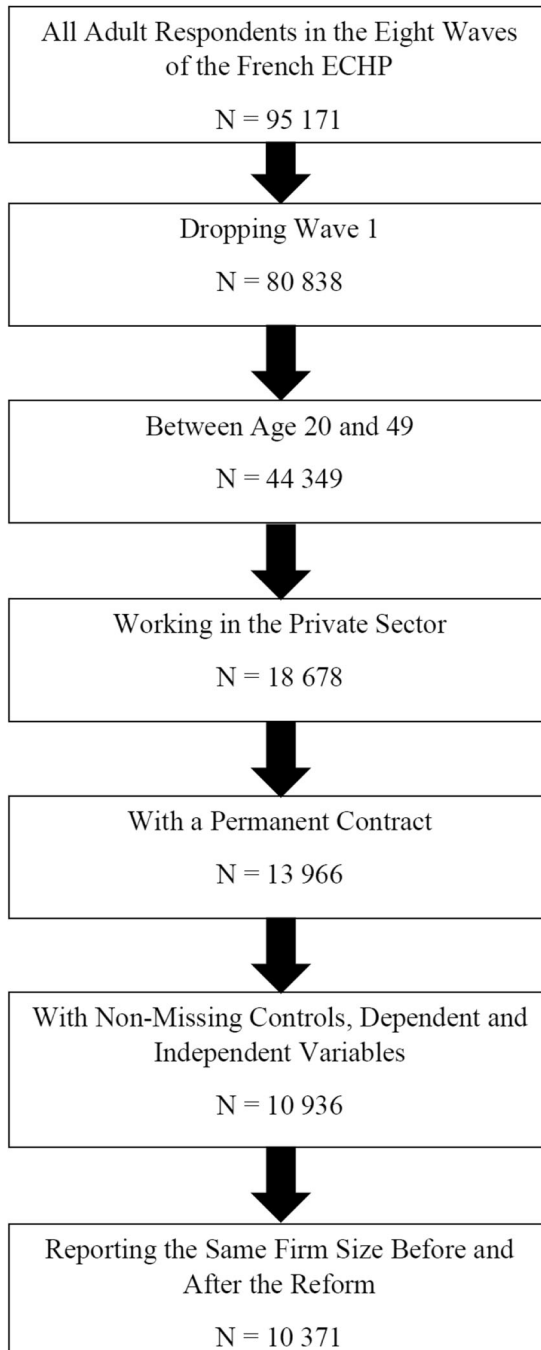 All Adult Respondents in the Eight Waves
of the French ECHP
N = 95 171
Dropping Wave 1
N = 80 838
Between Age 20 and 49
N = 44 349
Working in the Private Sector
N = 18 678
With a Permanent Contract
N = 13 966
With Non-Missing Controls, Dependent and
Independent Variables
N = 10 936
Reporting the Same Firm Size Before and
After the Reform
N = 10 371